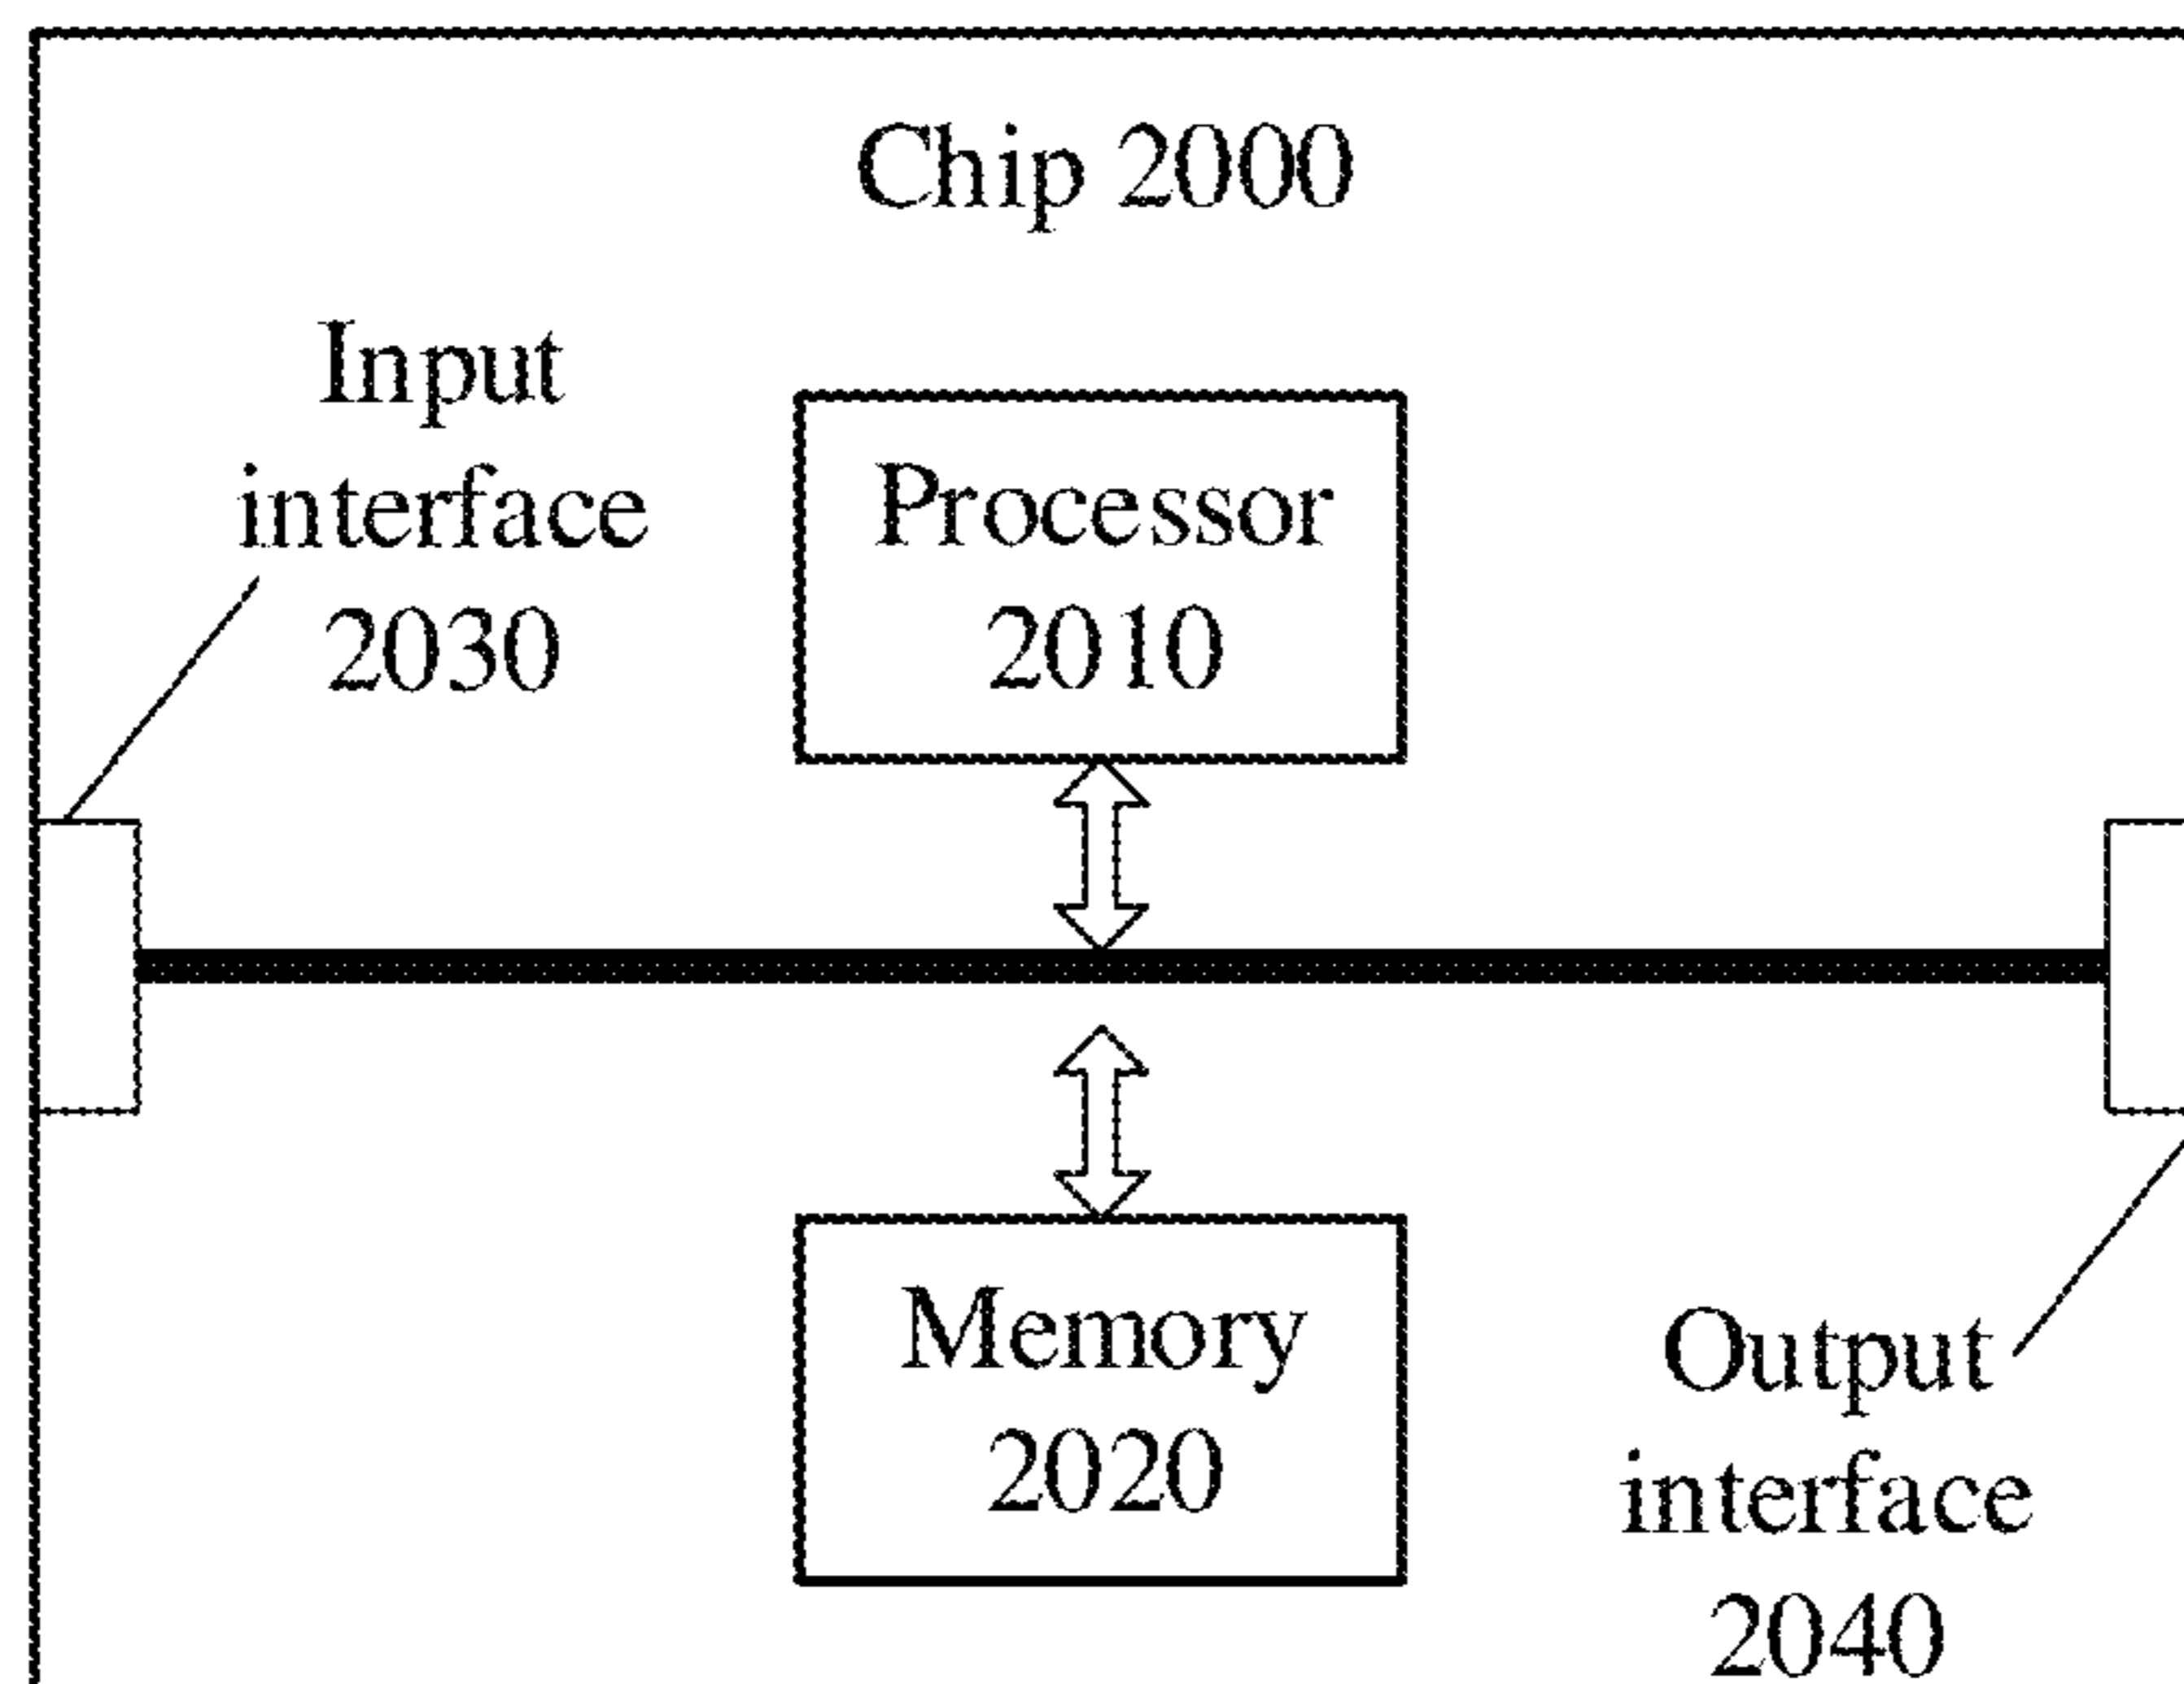 Chip 2000
Input
interface
2030
Processor
2010
Memory
2020
Output
interface
2040